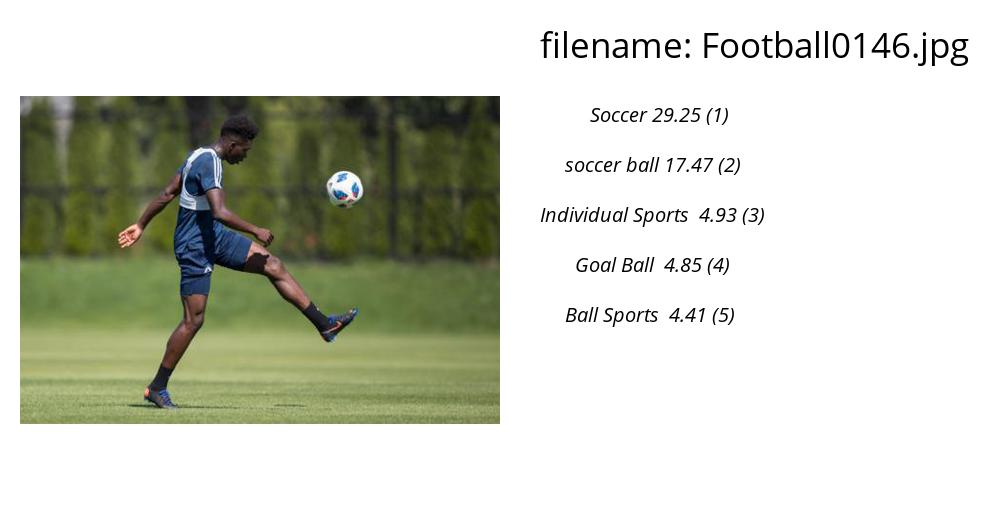 filename: Football0146.jpg
Soccer 29.25 (1)
soccer ball 17.47 (2)
Individual Sports 4.93 (3)
Goal Ball 4.85 (4)
Ball Sports 4.41 (5)